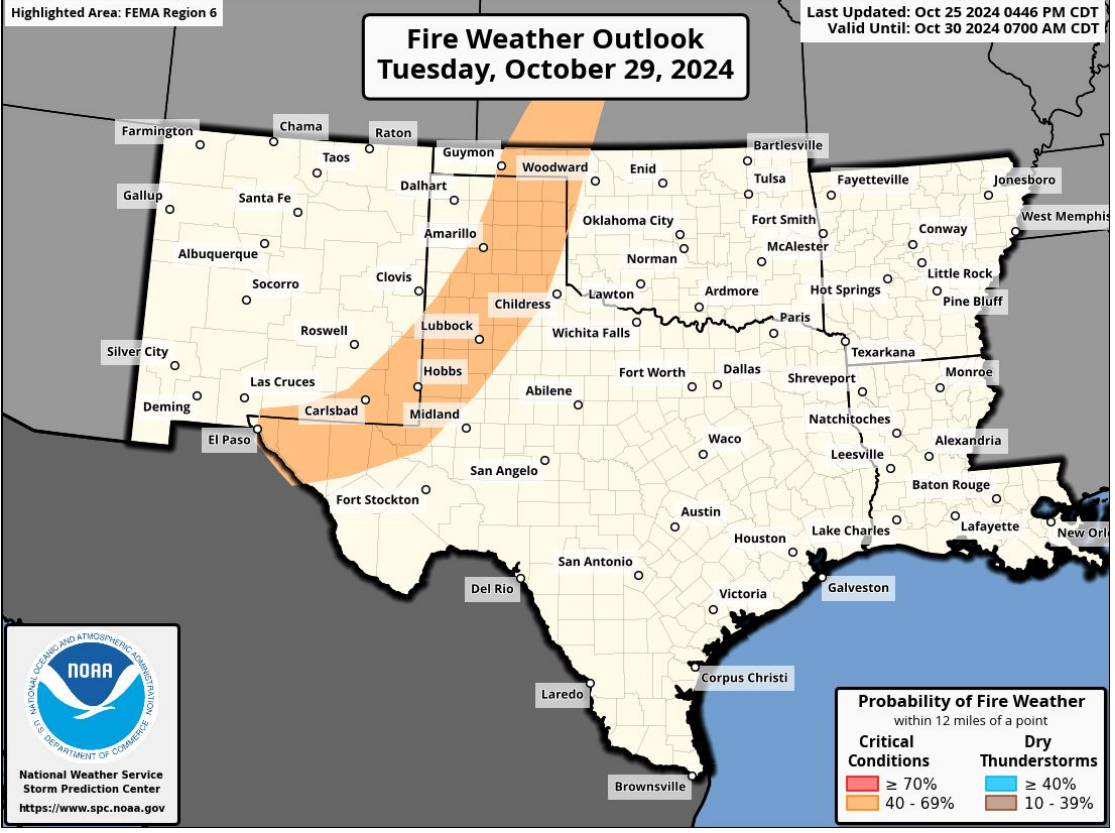 Highlighted Area: FEMA Region 6
Fire Weather Outlook
Tuesday, October 29, 2024
Last Updated: Oct 25 2024 0446 PM CDT
Valid Until: Oct 30 2024 0700 AM CDT
Farmington
Chama
Raton
Taos
Guymon
Woodward
Enid
Bartlesville
Tulsa
Fayetteville
Jonesboro
Gallup
Santa Fe
Dalhart
Oklahoma City
Fort Smith
West Memphis
Albuquerque
Amarillo
Norman
McAlester
Conway
Little Rock
Socorro
Clovis
Childress
Lawton
Ardmore
Hot Springs
Pine Bluff
Roswell
Lubbock
Wichita Falls
Paris
Texarkana
Silver City
Las Cruces
Hobbs
Fort Worth
Dallas
Shreveport
Monroe
Deming
Carlsbad
Midland
Abilene
Natchitoches
El Paso
San Angelo
Waco
Leesville
Alexandria
Fort Stockton
Baton Rouge
Austin
Houston
Lake Charles
Lafayette
New Orl
San Antonio
Del Rio
Victoria
Galveston
Laredo
Corpus Christi
Brownsville
NATIONAL OCEANIC AND ATMOSPHERIC ADMINISTRATION
NOAA
U.S. DEPARTMENT OF COMMERCE
National Weather Service
Storm Prediction Center
https://www.spc.noaa.gov
Probability of Fire Weather
within 12 miles of a point
Critical Conditions
≥ 70%
40 - 69%
Dry Thunderstorms
≥ 40%
10 - 39%